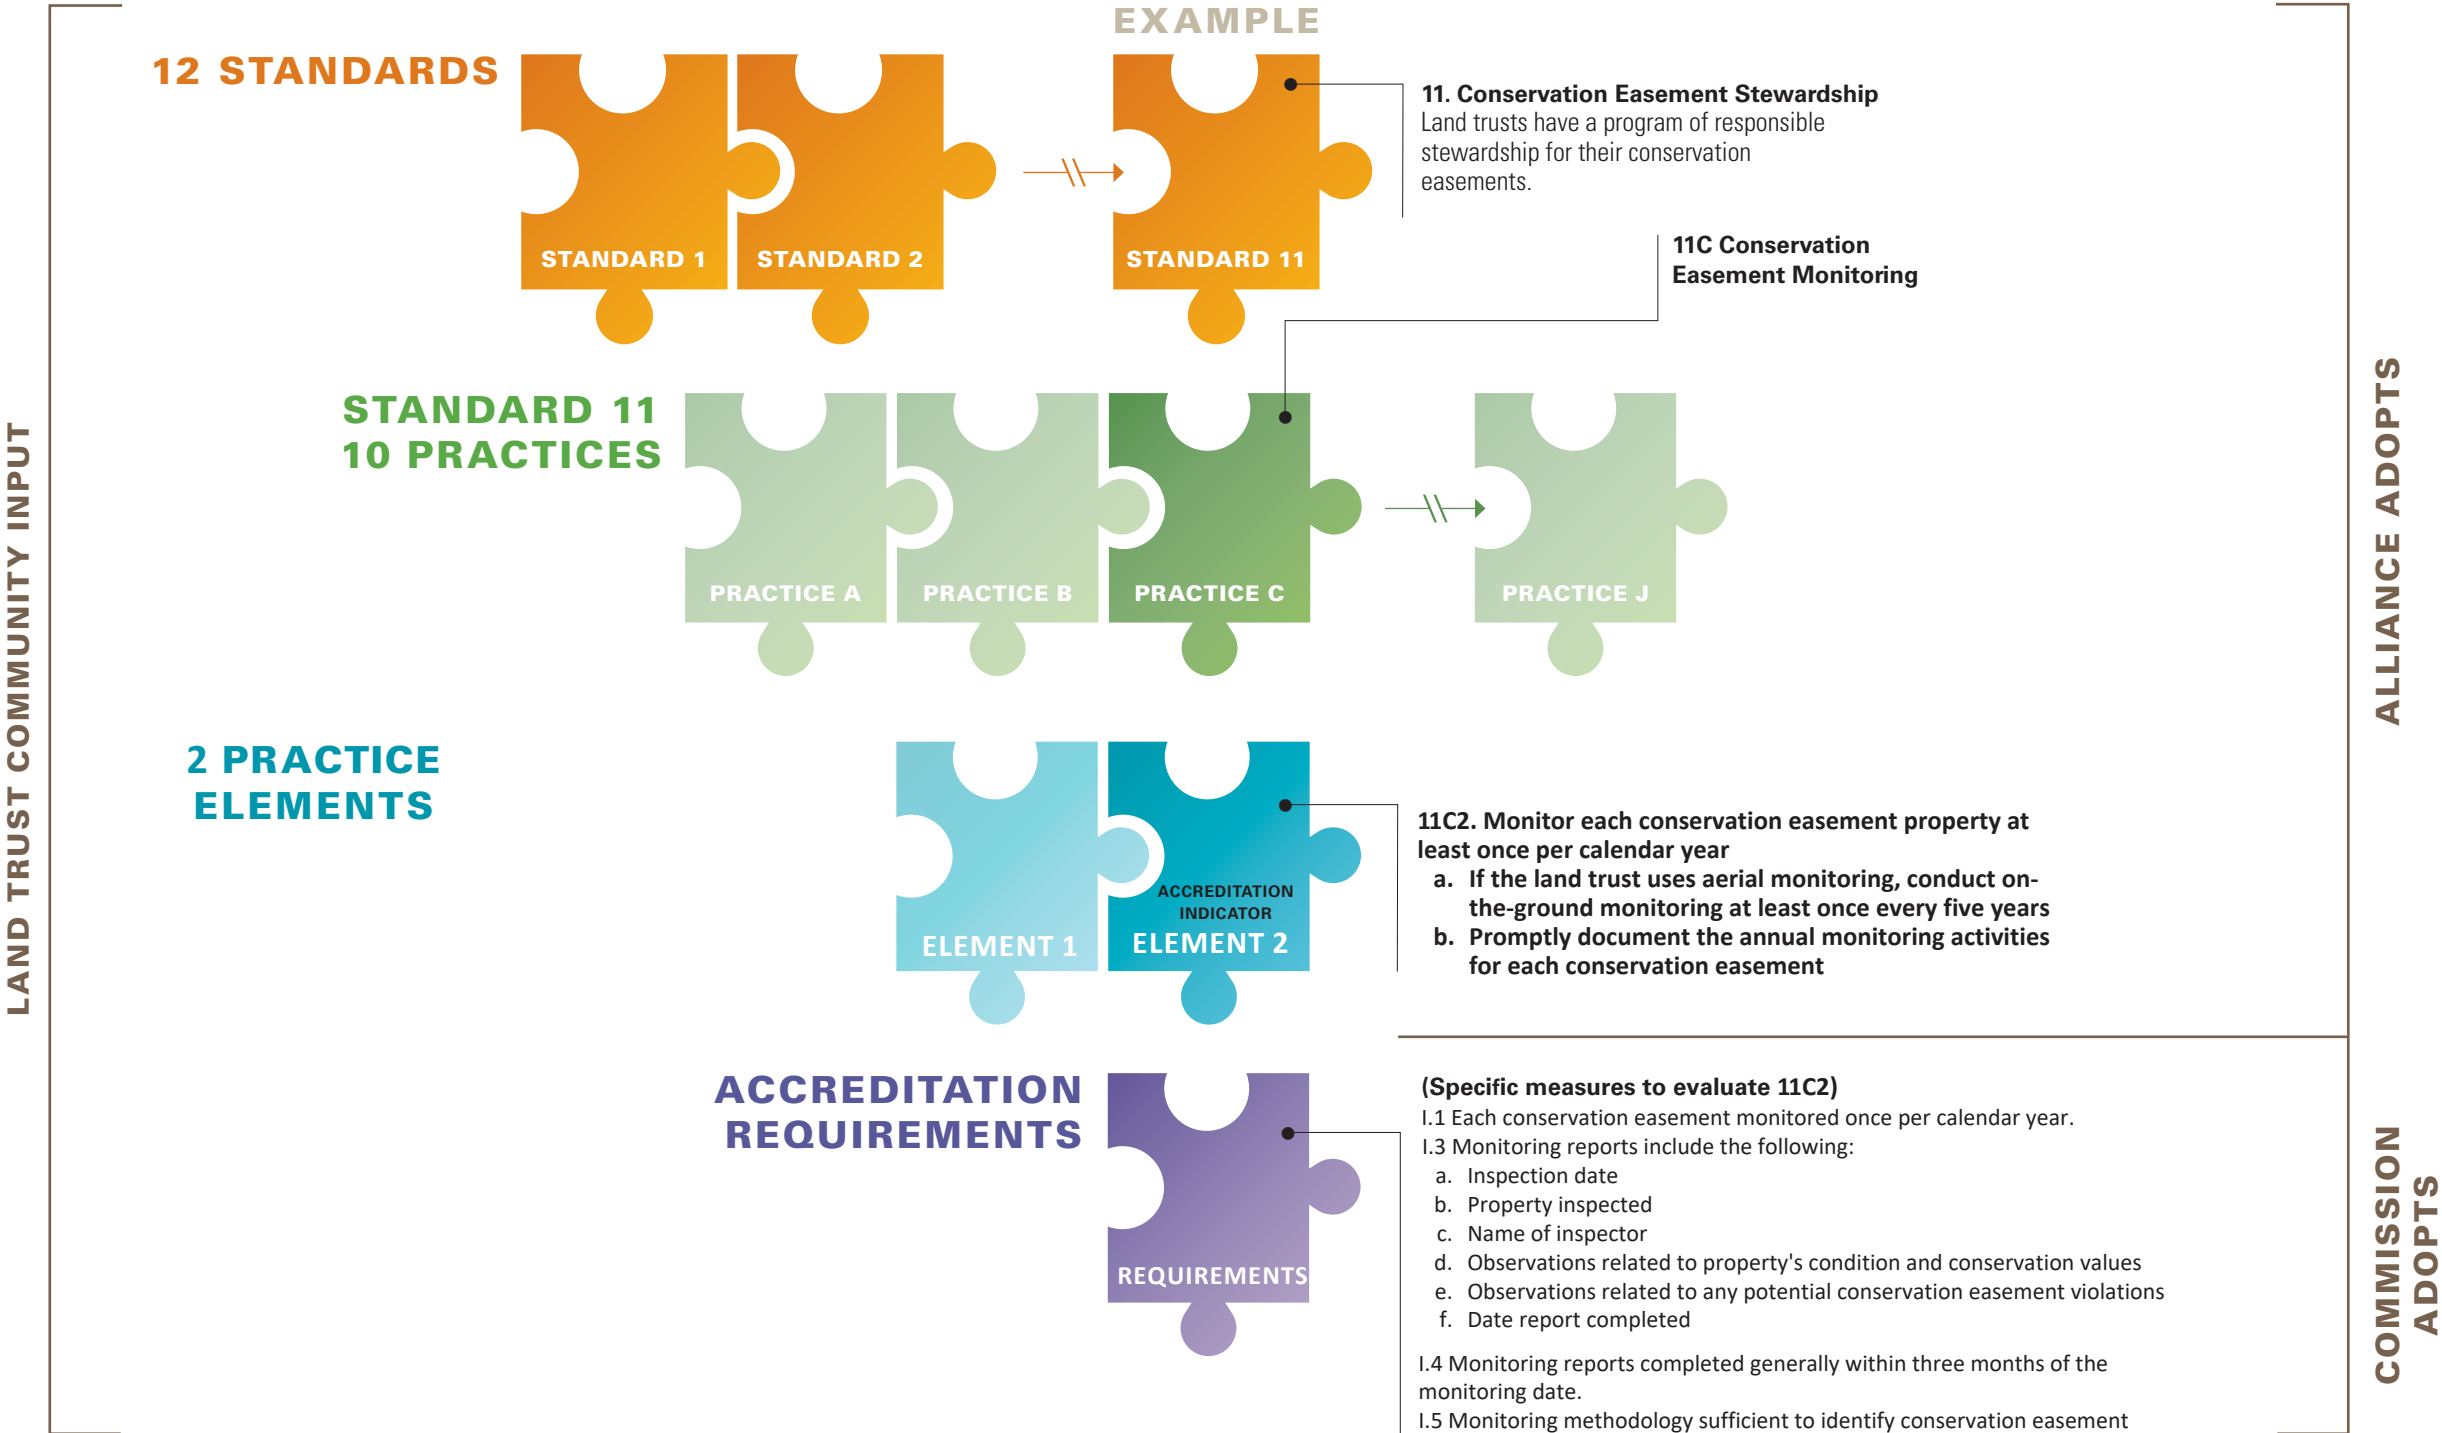 EXAMPLE
12 STANDARDS
STANDARD 1
STANDARD 2
STANDARD 11
11. Conservation Easement Stewardship
Land trusts have a program of responsible
stewardship for their conservation
easements.
11C Conservation
Easement Monitoring
STANDARD 11
10 PRACTICES
PRACTICE A
PRACTICE B
PRACTICE C
PRACTICE J
2 PRACTICE
ELEMENTS
ELEMENT 1
ACCREDITATION
INDICATOR
ELEMENT 2
11C2. Monitor each conservation easement property at
least once per calendar year
a. If the land trust uses aerial monitoring, conduct on-
the-ground monitoring at least once every five years
b. Promptly document the annual monitoring activities
for each conservation easement
ACCREDITATION
REQUIREMENTS
REQUIREMENTS
(Specific measures to evaluate 11C2)
I.1 Each conservation easement monitored once per calendar year.
I.3 Monitoring reports include the following:
a. Inspection date
b. Property inspected
c. Name of inspector
d. Observations related to property's condition and conservation values
e. Observations related to any potential conservation easement violations
f. Date report completed
I.4 Monitoring reports completed generally within three months of the
monitoring date.
I.5 Monitoring methodology sufficient to identify conservation easement
LAND TRUST COMMUNITY INPUT
ALLIANCE ADOPTS
COMMISSION
ADOPTS